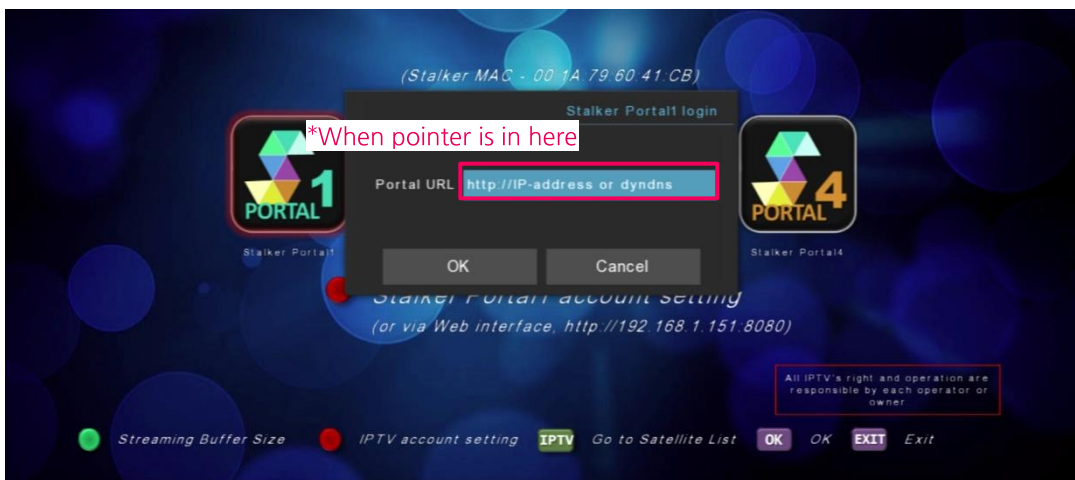 (Stalker MAC - 00:1A:79:60:41:CB)
Stalker Portal1 login
*When pointer is in here
Portal URL http://IP-address or dyndns
1
PORTAL
4
PORTAL
Stalker Portal1
Stalker Portal4
OK Cancel
Stalker Portal1 account setting
(or via Web interface, http://192.168.1.151:8080)
All IPTV's right and operation are
responsible by each operator or
owner
Streaming Buffer Size IPTV account setting IPTV Go to Satellite List OK OK EXIT Exit